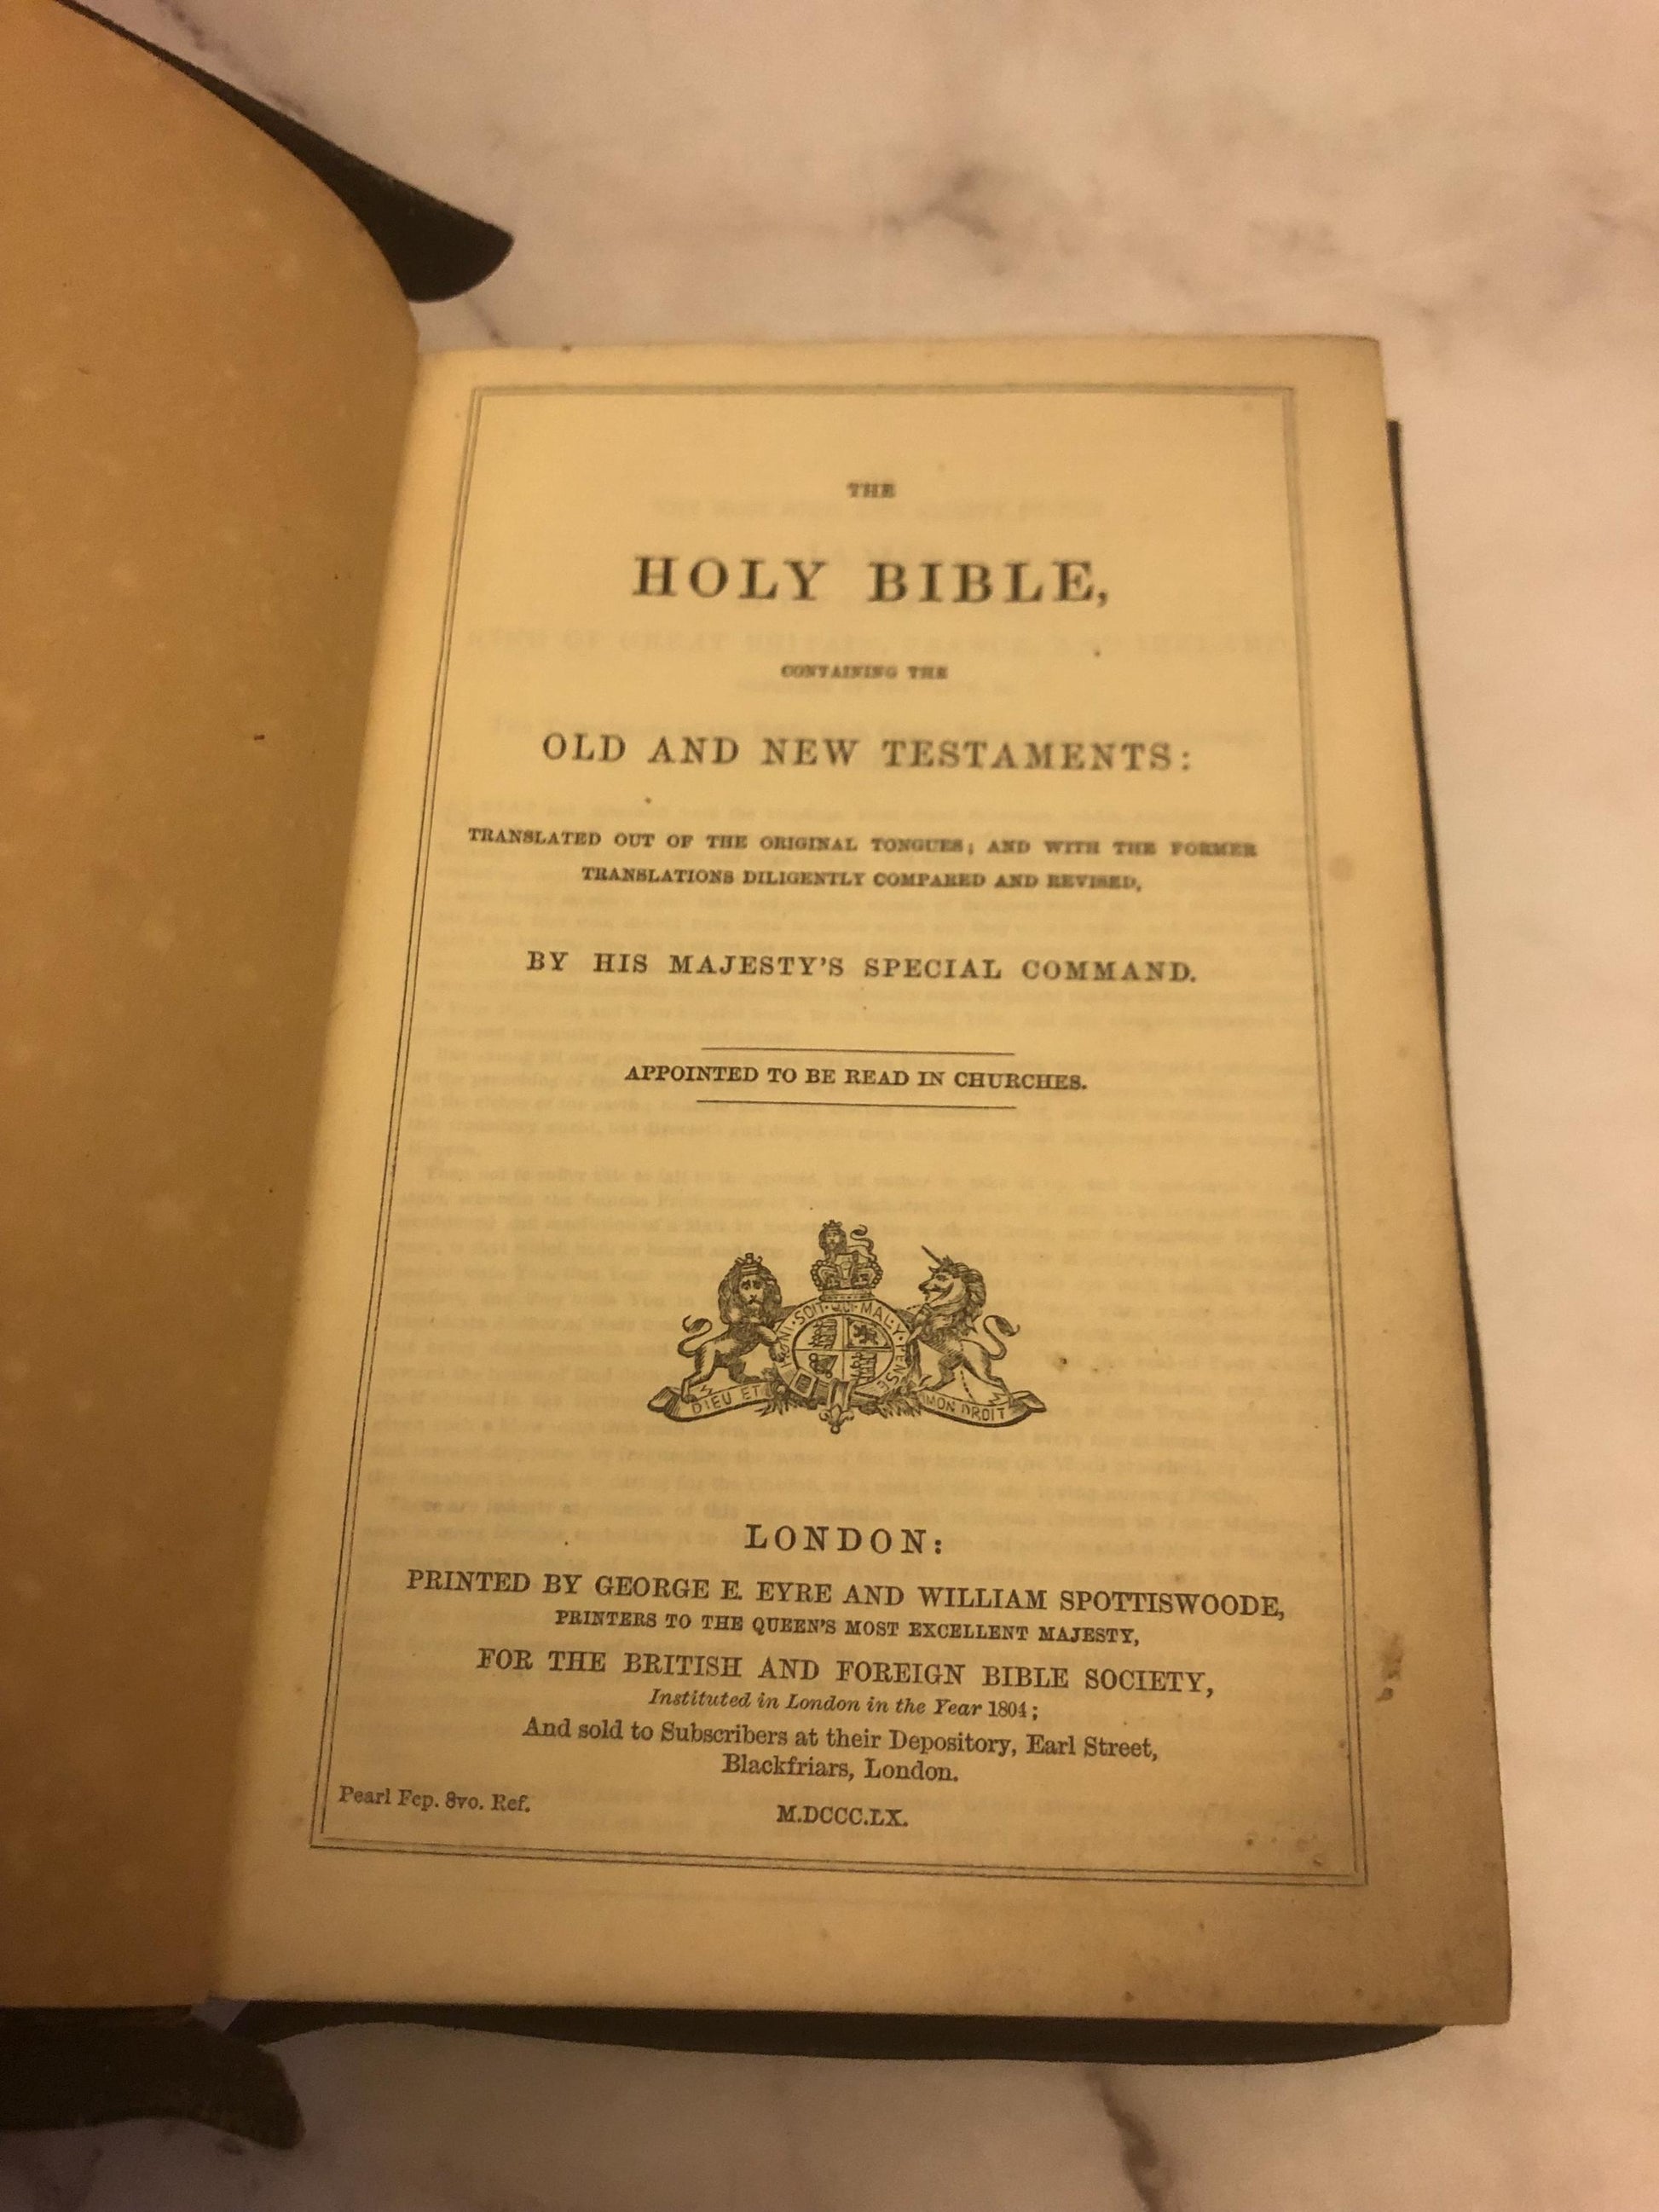 THE
HOLY BIBLE,
CONTAINING THE
OLD AND NEW TESTAMENTS:
TRANSLATED OUT OF THE ORIGINAL TONGUES; AND WITH THE FORMER
TRANSLATIONS DILIGENTLY COMPARED AND REVISED,
BY HIS MAJESTY'S SPECIAL COMMAND.
APPOINTED TO BE READ IN CHURCHES.
HONI·SOIT·QUI·MAL·Y·PENSE
DIEU ET MON DROIT
LONDON:
PRINTED BY GEORGE E. EYRE AND WILLIAM SPOTTISWOODE,
PRINTERS TO THE QUEEN'S MOST EXCELLENT MAJESTY,
FOR THE BRITISH AND FOREIGN BIBLE SOCIETY,
Instituted in London in the Year 1804;
And sold to Subscribers at their Depository, Earl Street,
Blackfriars, London.
Pearl Fcp. 8vo. Ref.
M.DCCC.LX.